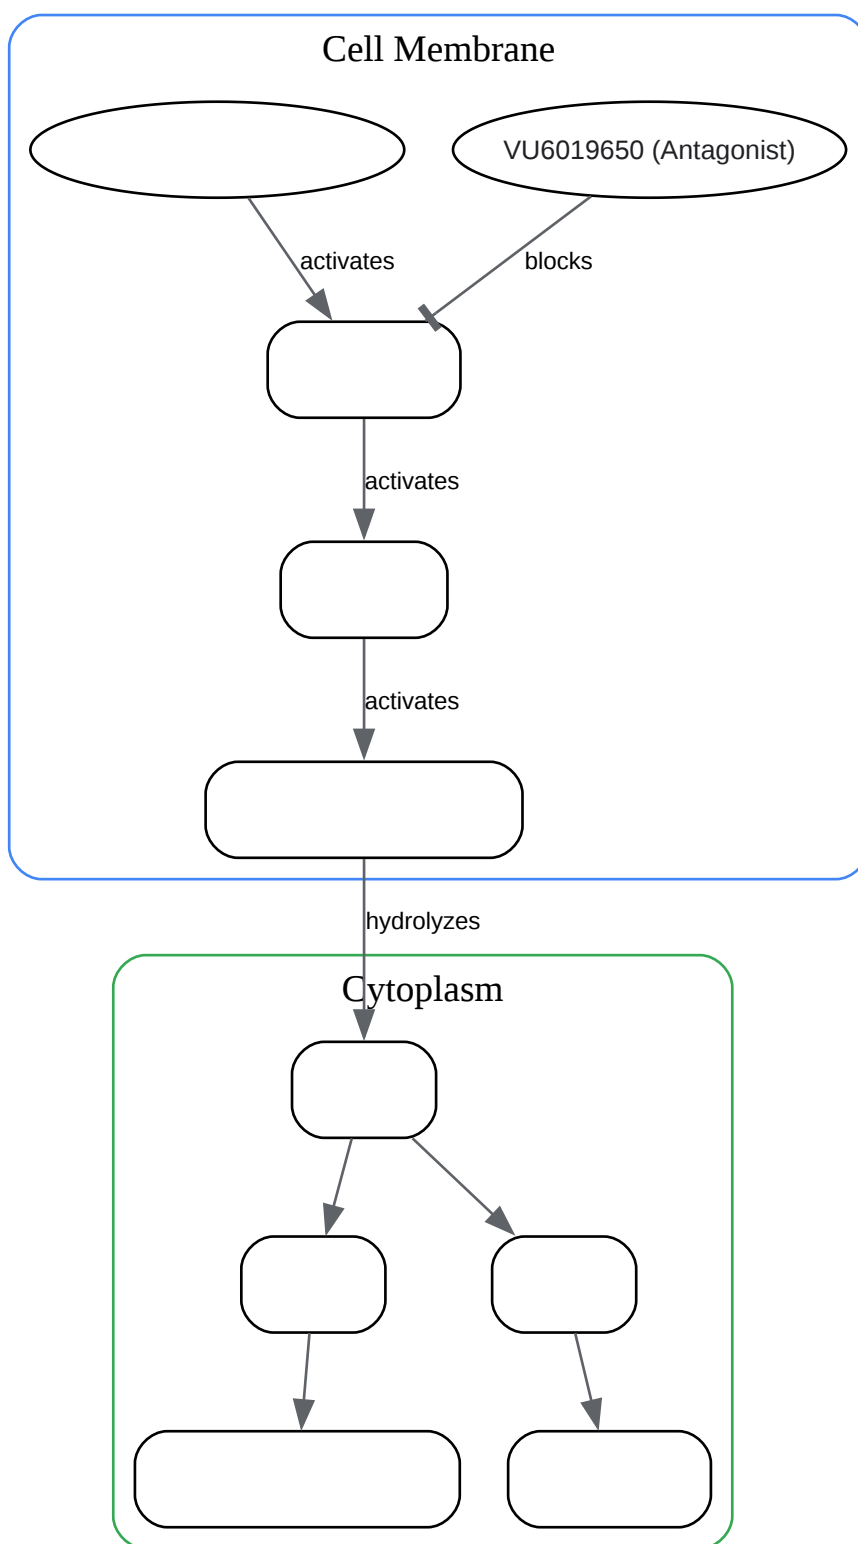 Cell Membrane
VU6019650 (Antagonist)
activates
blocks
activates
activates
hydrolyzes
Cytoplasm